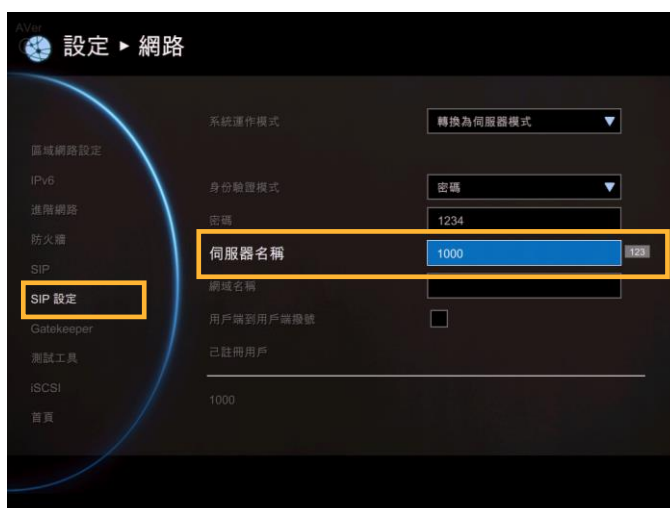 AVer
設定 ► 網路
系統運作模式
轉換為伺服器模式
區域網路設定
IPv6
身份驗證模式
密碼
進階網路
密碼
1234
防火牆
伺服器名稱
1000
123
SIP
SIP 設定
網域名稱
Gatekeeper
用戶端到用戶端撥號
測試工具
己註冊用戶
iSCSI
1000
首頁